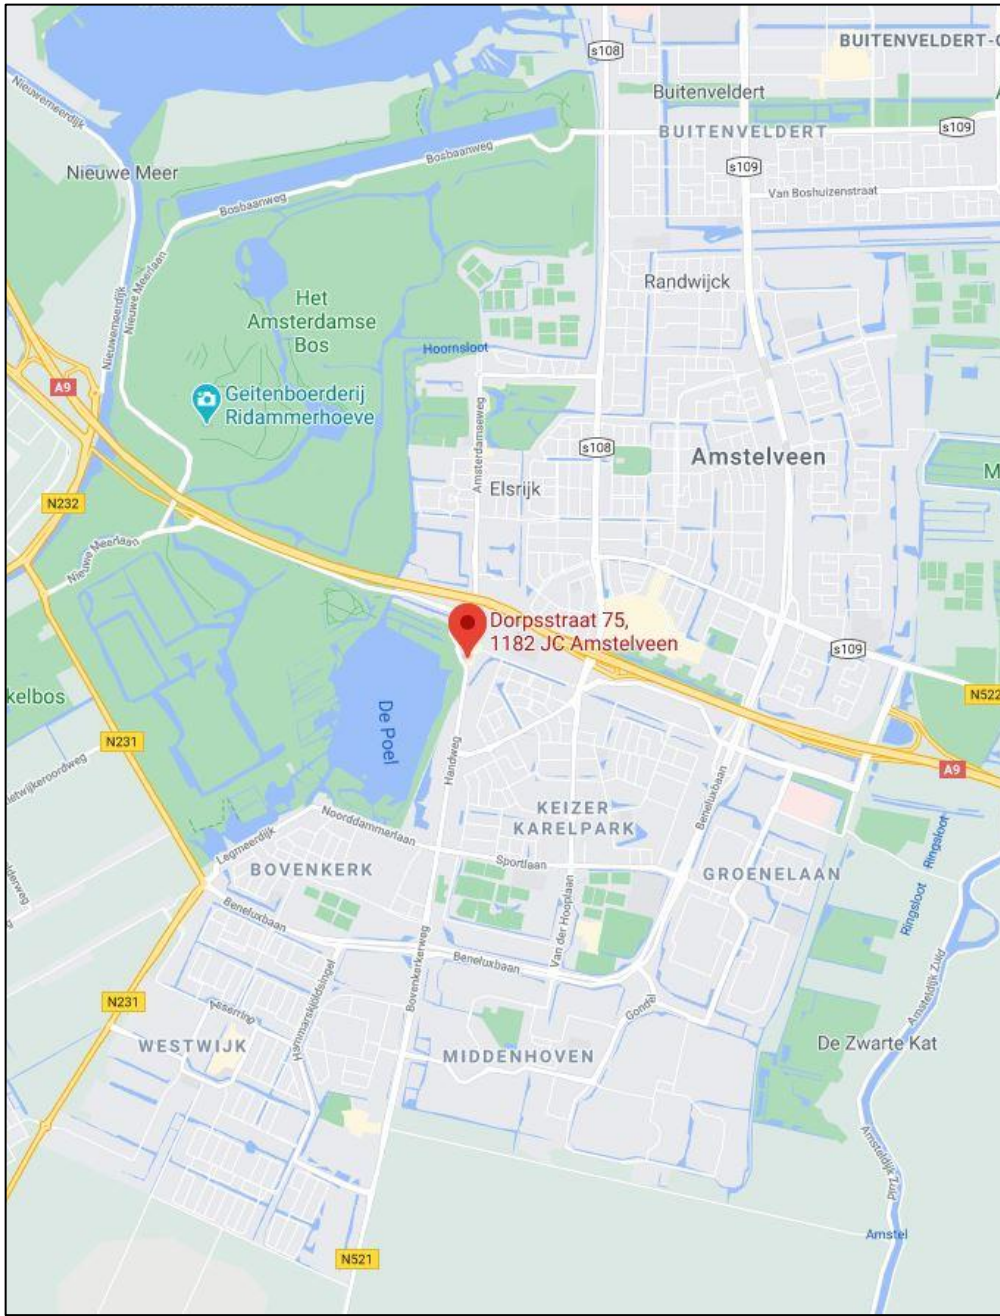 s108
BUITENVELDERT-O
Buitenveldert
Nieuwemeerdijk
BUITENVELDERT
s109
Bosbaanweg
s109
Nieuwe Meer
Van Boshuizenstraat
Bosbaanweg
Nieuwemeerdijk
Nieuwe Meerlaan
Randwijck
Het
Amsterdamse
Bos
Hoornsloot
A9
Geitenboerderij
Ridammerhoeve
Amsterdamseweg
s108
Amstelveen
M
Elsrijk
N232
Nieuwe Meerlaan
Dorpsstraat 75,
1182 JC Amstelveen
s109
kelbos
N522
De Poel
N231
Handweg
A9
etwijkeroordweg
Beneluxbaan
KEIZER
KARELPARK
Noorddammerlaan
Legmeerdijk
Ringsloot
BOVENKERK
Sportlaan
GROENELAAN
Ringsloot
Beneluxbaan
Van der Hooplaan
Bovenkerkerweg
Beneluxbaan
Amsteldijk Zuid
Hammarskjöldsingel
N231
Asserring
Gondel
WESTWIJK
MIDDENHOVEN
De Zwarte Kat
Amsteldijk Zuid
Amstel
N521